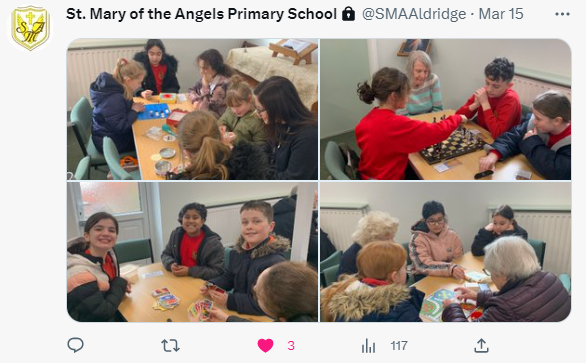 St. Mary of the Angels Primary School @SMAAldridge · Mar 15
S A
M
3
117